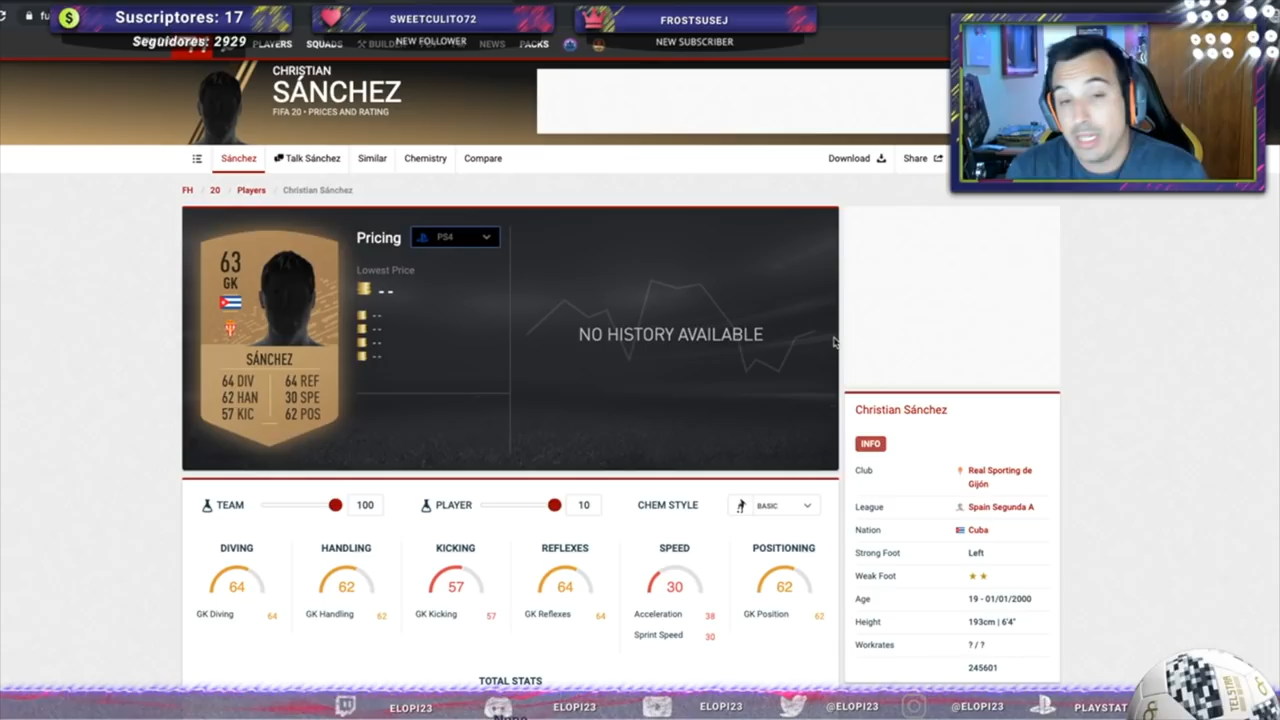 Suscriptores: 17
SWEETCULITO72
FROSTSUSEJ
Seguidores: 2929
PLAYERS SQUADS BUILD NEW FOLLOWER NEWS PACKS NEW SUBSCRIBER
CHRISTIAN
SÁNCHEZ
FIFA 20 • PRICES AND RATING
Sánchez Talk Sánchez Similar Chemistry Compare Download Share
FH / 20 Players / Christian Sánchez
63
GK
SÁNCHEZ
64 DIV 64 REF
62 HAN 30 SPE
57 KIC 62 POS
Pricing PS4
Lowest Price
--
--
--
--
--
NO HISTORY AVAILABLE
Christian Sánchez
INFO
Club Real Sporting de
Gijón
League Spain Segunda A
Nation Cuba
Strong Foot Left
Weak Foot ★ ★
Age 19 - 01/01/2000
Height 193cm | 6'4"
Workrates ? / ?
245601
TEAM 100 PLAYER 10 CHEM STYLE BASIC
DIVING HANDLING KICKING REFLEXES SPEED POSITIONING
64 62 57 64 30 62
GK Diving 64 GK Handling 62 GK Kicking 57 GK Reflexes 64 Acceleration 38 GK Position 62
Sprint Speed 30
TOTAL STATS
ELOPI23 ELOPI23 ELOPI23 @ELOPI23 @ELOPI23 PLAYSTAT
None
TELSTAR